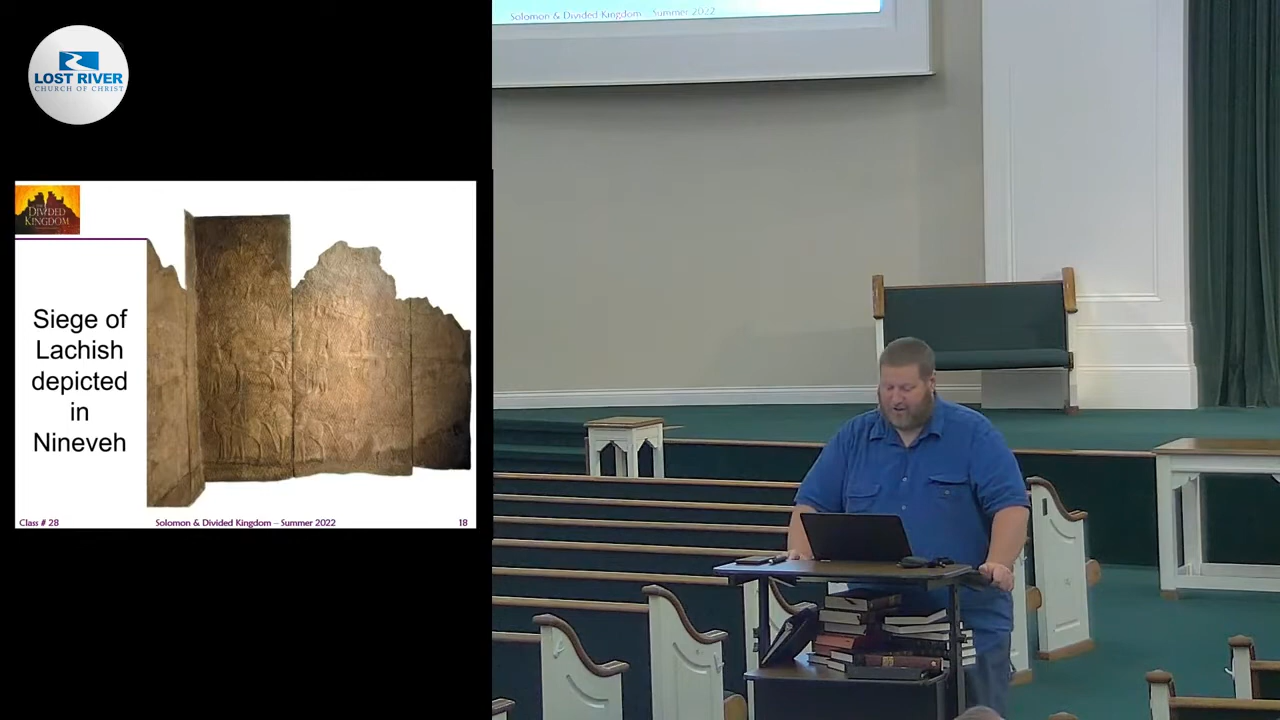 Solomon & Divided Kingdom – Summer 2022
LOST RIVER
CHURCH OF CHRIST
DIVIDED
KINGDOM
Siege of
Lachish
depicted
in
Nineveh
Class # 28
Solomon & Divided Kingdom – Summer 2022
18